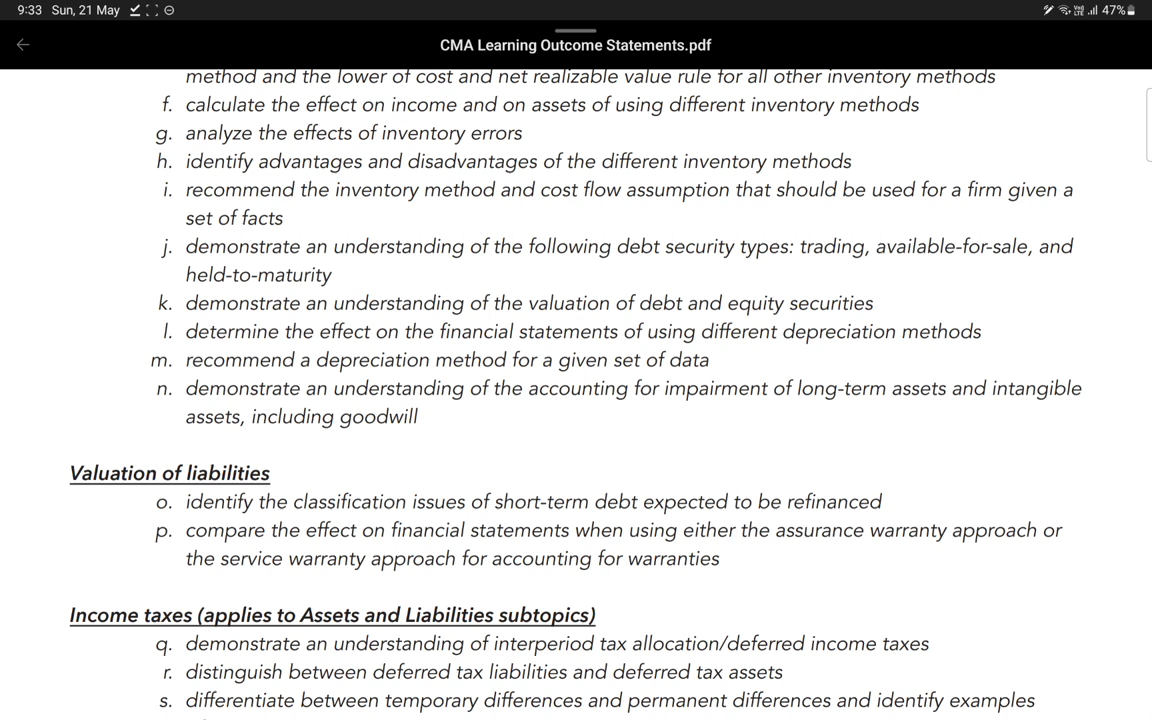 9:33 Sun, 21 May 47%
CMA Learning Outcome Statements.pdf
method and the lower of cost and net realizable value rule for all other inventory methods
f. calculate the effect on income and on assets of using different inventory methods
g. analyze the effects of inventory errors
h. identify advantages and disadvantages of the different inventory methods
i. recommend the inventory method and cost flow assumption that should be used for a firm given a
set of facts
j. demonstrate an understanding of the following debt security types: trading, available-for-sale, and
held-to-maturity
k. demonstrate an understanding of the valuation of debt and equity securities
l. determine the effect on the financial statements of using different depreciation methods
m. recommend a depreciation method for a given set of data
n. demonstrate an understanding of the accounting for impairment of long-term assets and intangible
assets, including goodwill
Valuation of liabilities
o. identify the classification issues of short-term debt expected to be refinanced
p. compare the effect on financial statements when using either the assurance warranty approach or
the service warranty approach for accounting for warranties
Income taxes (applies to Assets and Liabilities subtopics)
q. demonstrate an understanding of interperiod tax allocation/deferred income taxes
r. distinguish between deferred tax liabilities and deferred tax assets
s. differentiate between temporary differences and permanent differences and identify examples